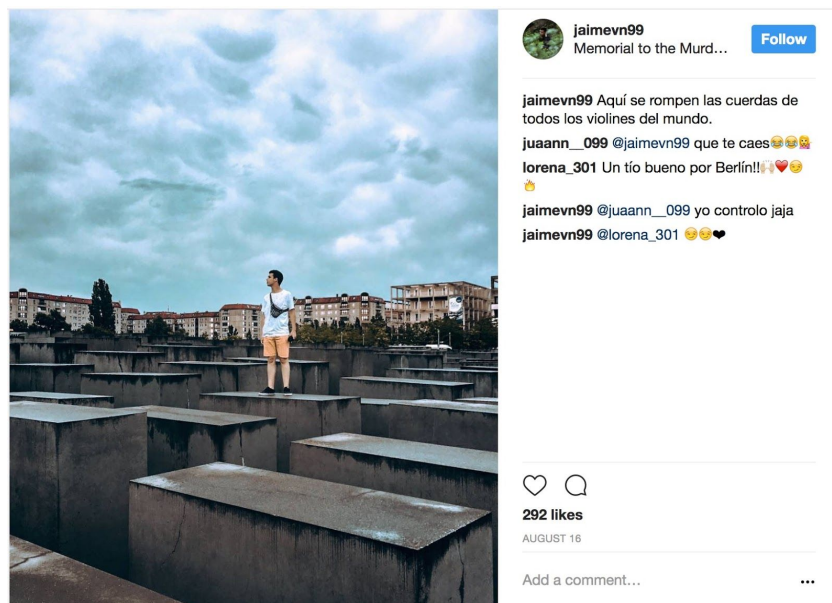 jaimevn99
Memorial to the Murd...
Follow
jaimevn99 Aquí se rompen las cuerdas de
todos los violines del mundo.
juaann__099 @jaimevn99 que te caes😂😂🙋
lorena_301 Un tío bueno por Berlín!!🙌🏻❤️😏
🔥
jaimevn99 @juaann__099 yo controlo jaja
jaimevn99 @lorena_301 😏😏❤
292 likes
AUGUST 16
Add a comment...